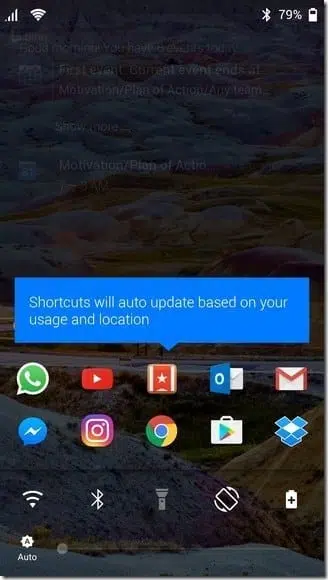 79%
Good morning! You have 6 events today
First event: Current event ends at
Motivation/Plan of Action/Any team...
Show more...
Motivation/Plan of Actio...
Shortcuts will auto update based on your
usage and location
Auto